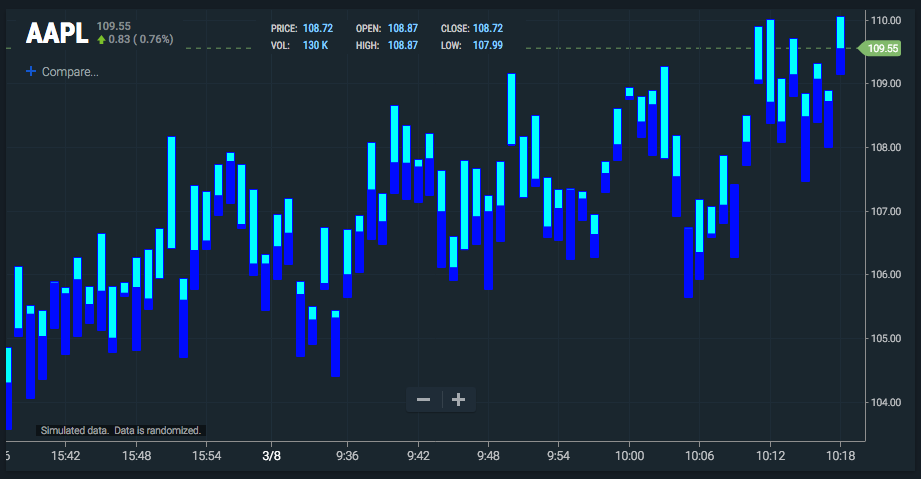 AAPL 109.55
0.83 ( 0.76%)
PRICE: 108.72 OPEN: 108.87 CLOSE: 108.72
VOL: 130 K HIGH: 108.87 LOW: 107.99
+ Compare...
110.00
109.55
109.00
108.00
107.00
106.00
105.00
104.00
Simulated data. Data is randomized.
6 15:42 15:48 15:54 3/8 9:36 9:42 9:48 9:54 10:00 10:06 10:12 10:18